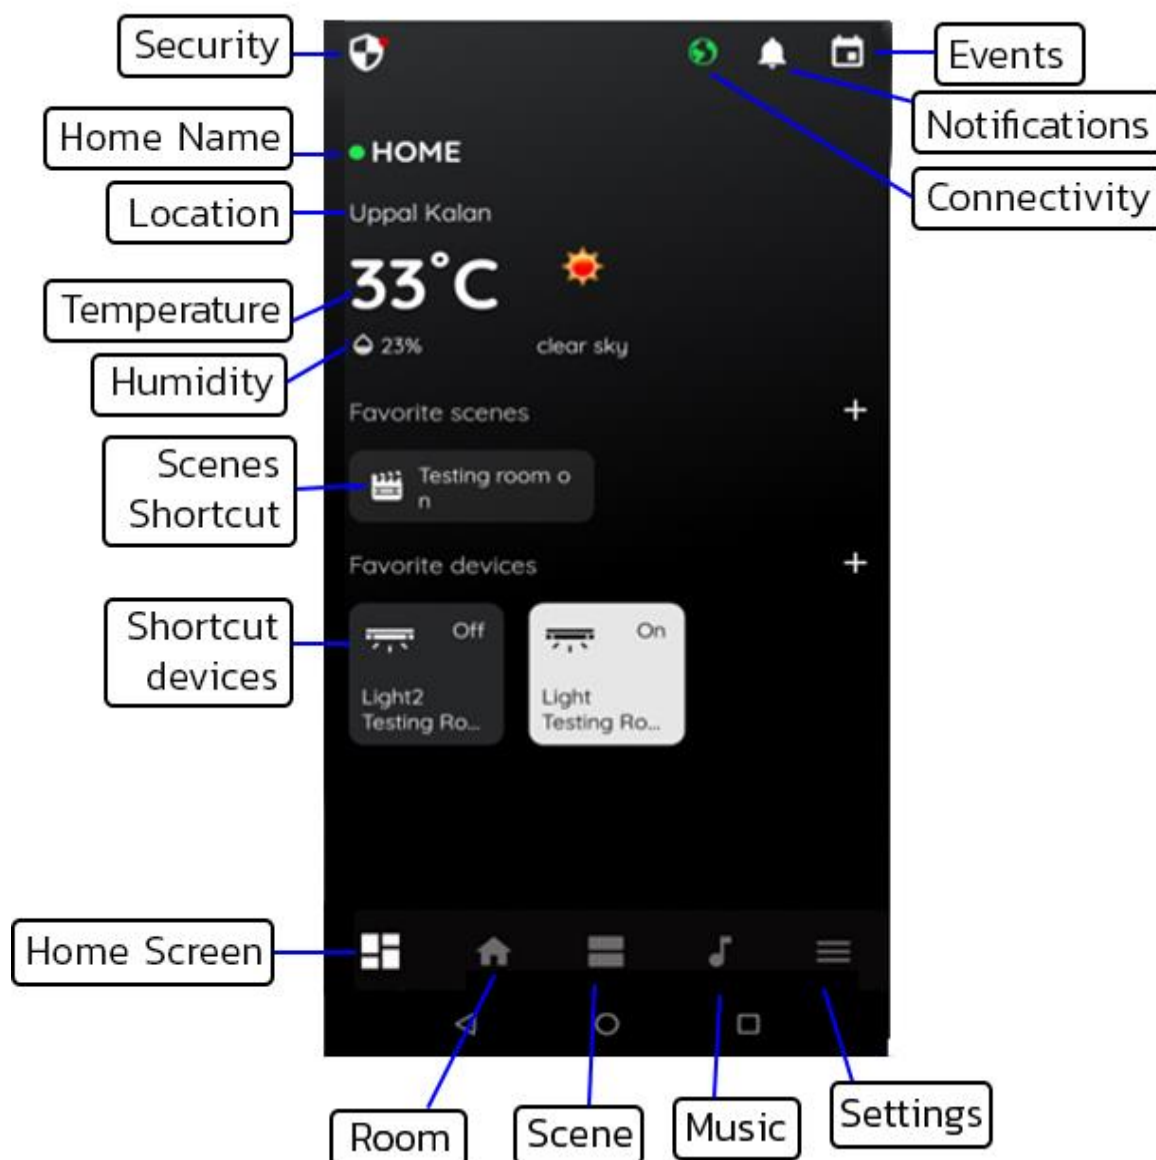 Security
Events
Notifications
Home Name
HOME
Connectivity
Location
Uppal Kalan
Temperature
33°C
Humidity
23%
clear sky
Favorite scenes
+
Scenes
Shortcut
Testing room o
n
Favorite devices
+
Shortcut
devices
Off
Light2
Testing Ro...
On
Light
Testing Ro...
Home Screen
Room
Scene
Music
Settings